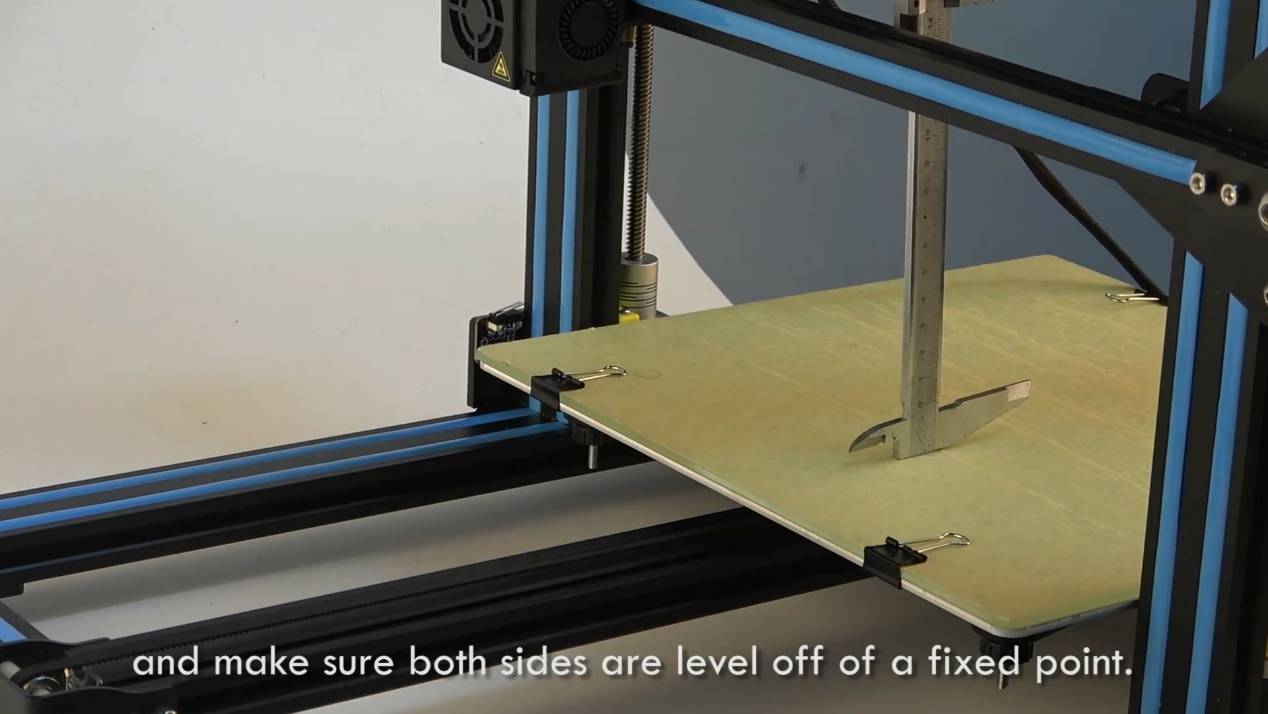 and make sure both sides are level off of a fixed point.